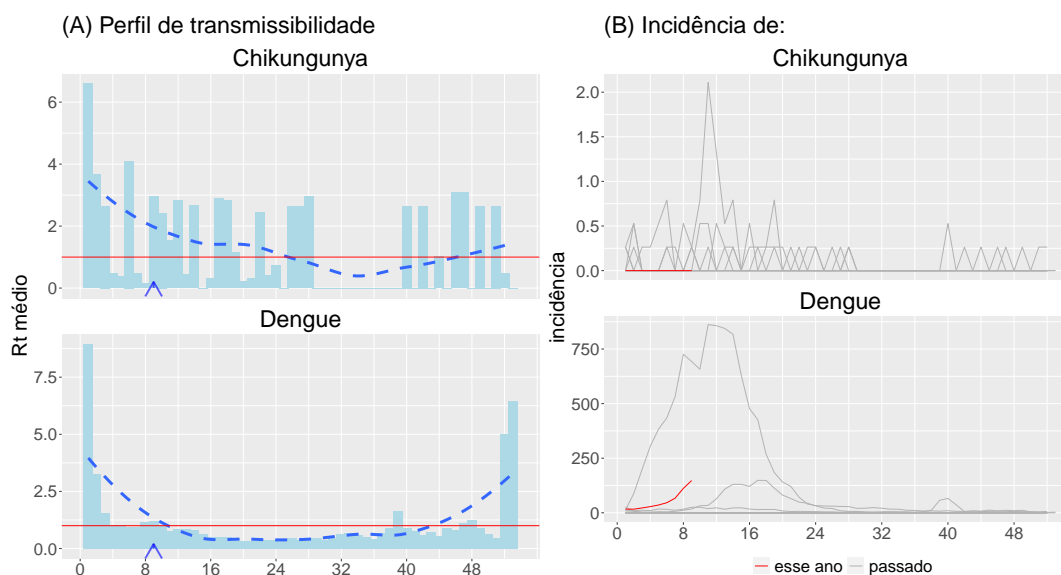 (A) Perfil de transmissibilidade
Chikungunya
6
4
2
0
Dengue
7.5
5.0
2.5
0.0
0 8 16 24 32 40 48
Rt médio
(B) Incidência de:
Chikungunya
2.0
1.5
1.0
0.5
0.0
Dengue
750
500
250
0
0 8 16 24 32 40 48
incidência
esse ano passado